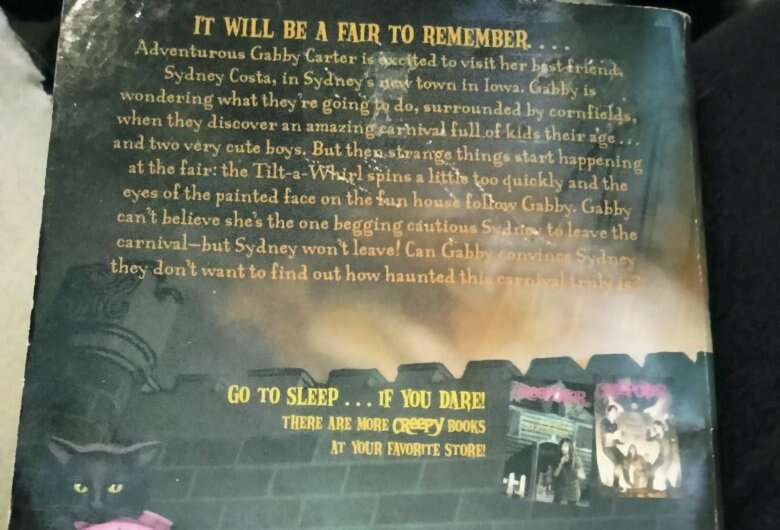 IT WILL BE A FAIR TO REMEMBER. . . .
Adventurous Gabby Carter is excited to visit her best friend,
Sydney Costa, in Sydney's new town in Iowa. Gabby is
wondering what they're going to do, surrounded by cornfields,
when they discover an amazing carnival full of kids their age . . .
and two very cute boys. But then strange things start happening
at the fair: the Tilt-a-Whirl spins a little too quickly and the
eyes of the painted face on the fun house follow Gabby. Gabby
can't believe she's the one begging cautious Sydney to leave the
carnival—but Sydney won't leave! Can Gabby convince Sydney
they don't want to find out how haunted this carnival truly is?
GO TO SLEEP . . . IF YOU DARE!
THERE ARE MORE CREEPY BOOKS
AT YOUR FAVORITE STORE!